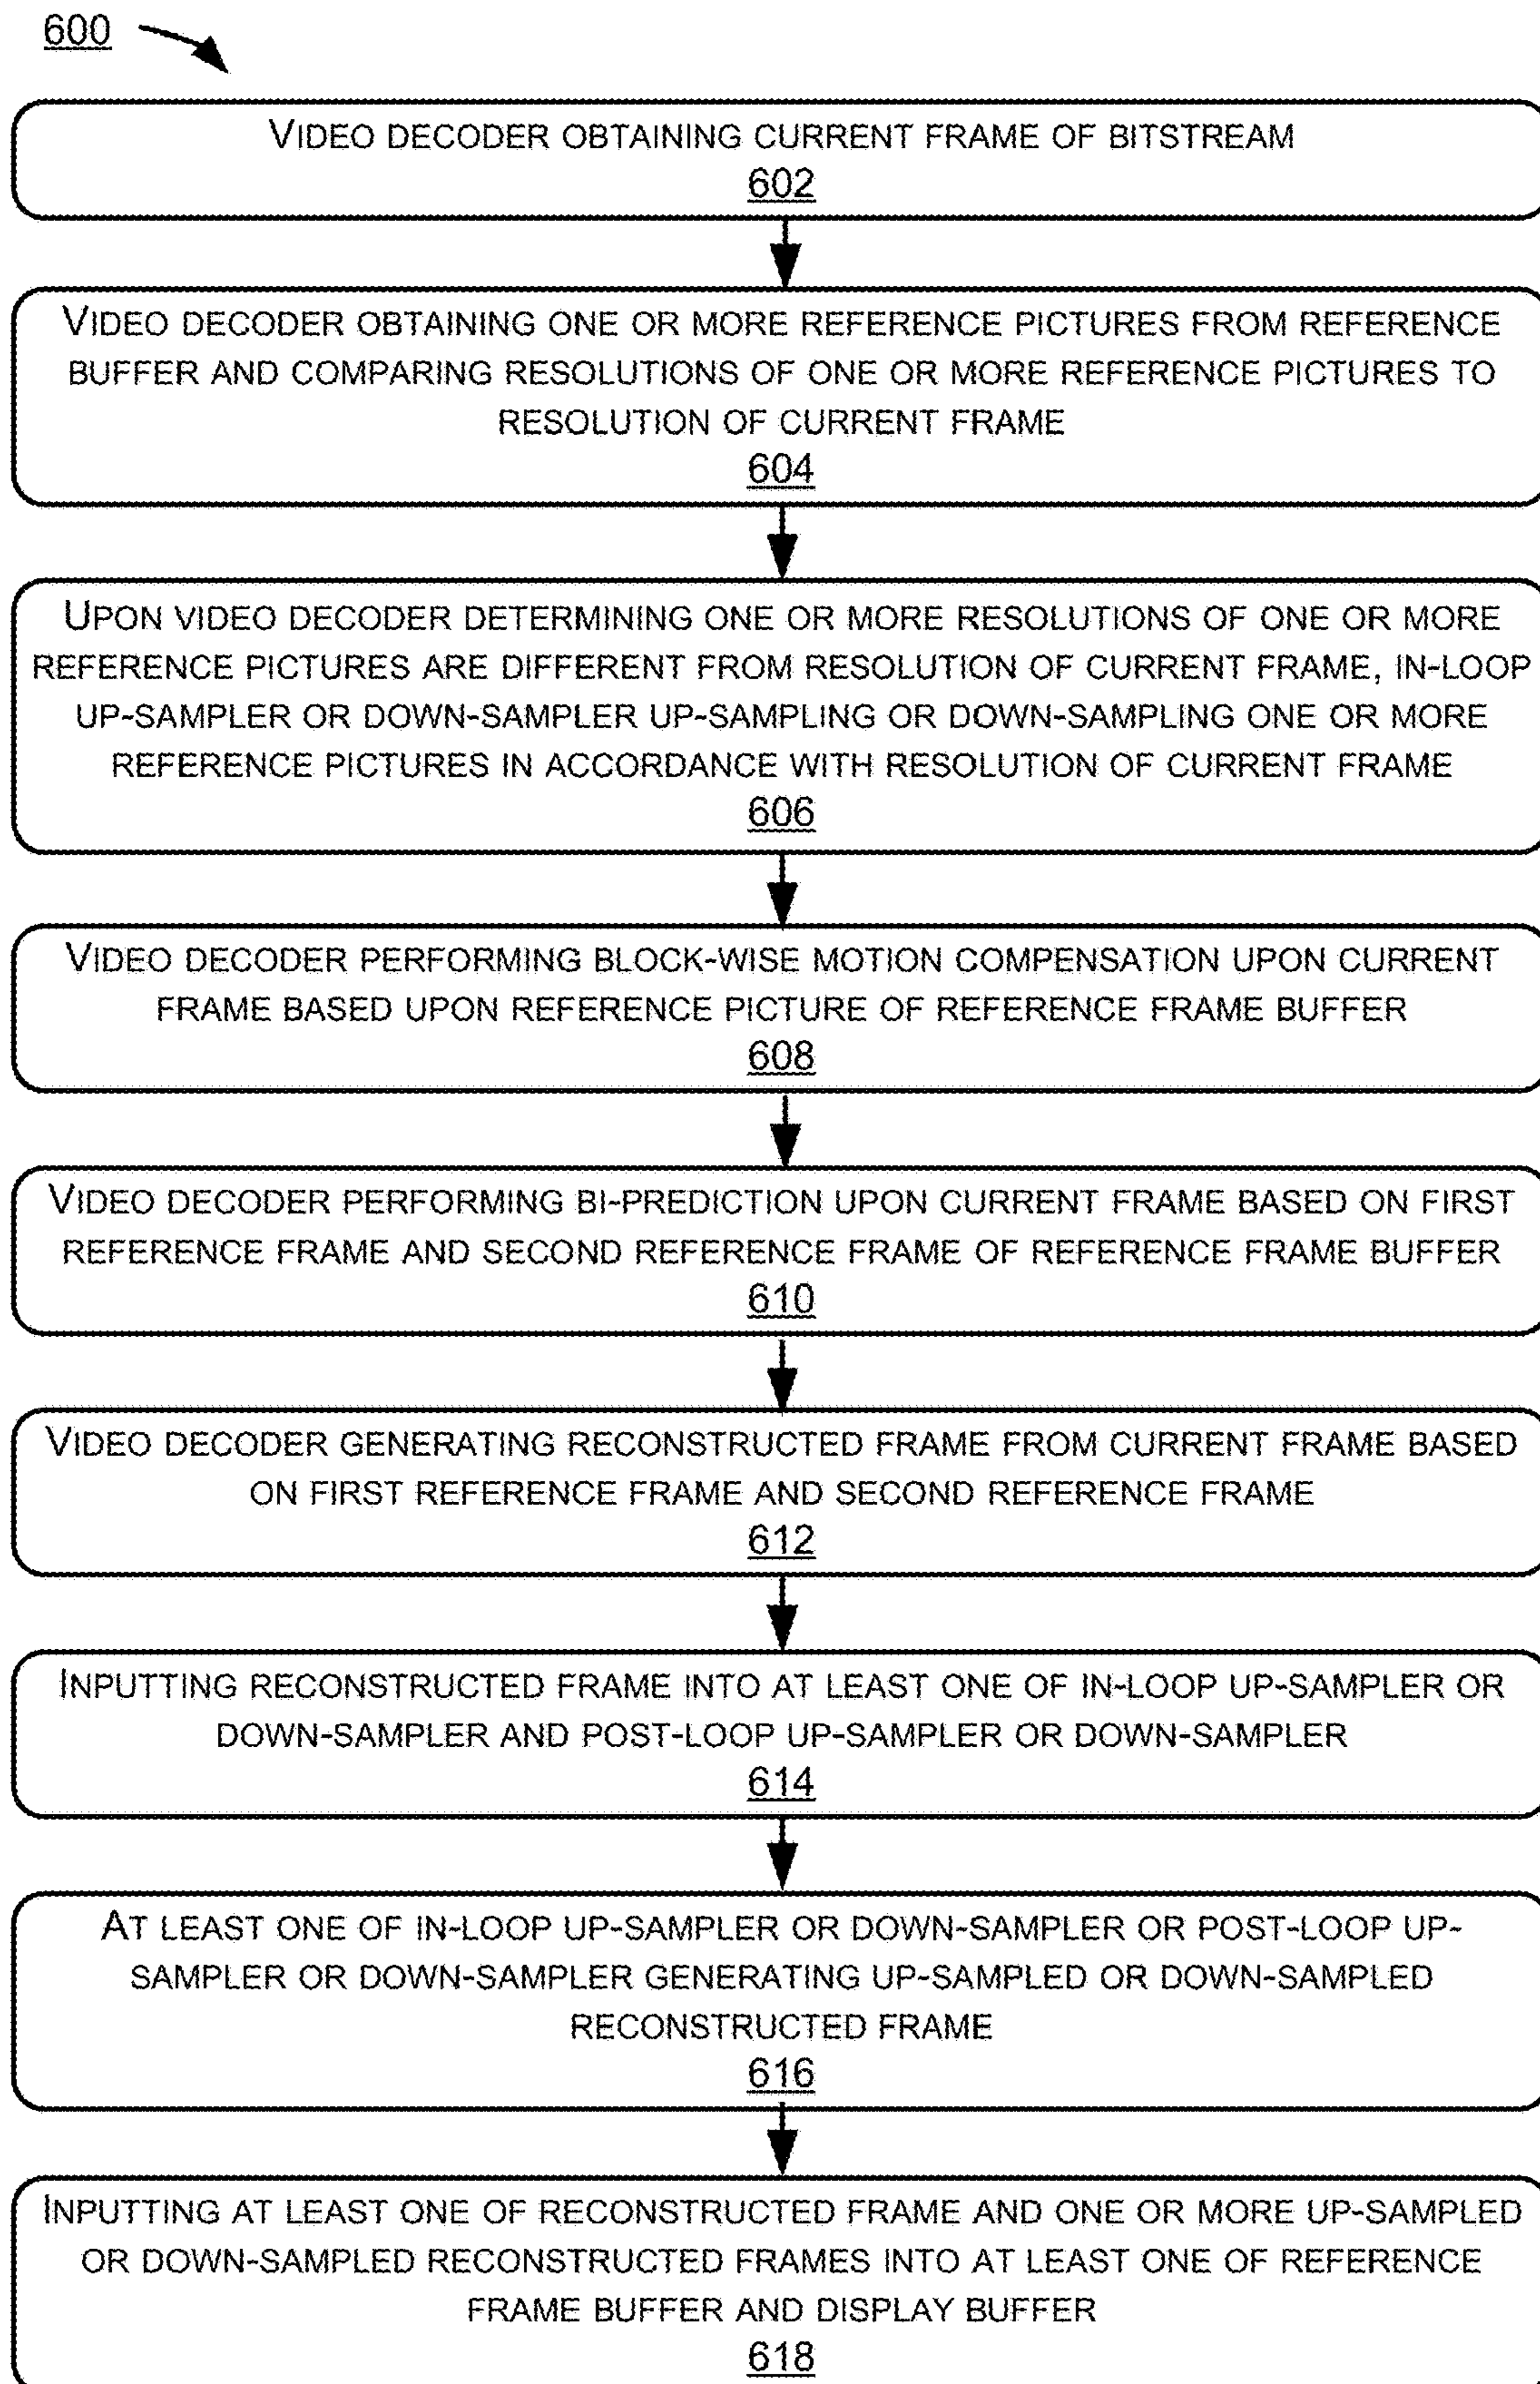 600
VIDEO DECODER OBTAINING CURRENT FRAME OF BITSTREAM
602
VIDEO DECODER OBTAINING ONE OR MORE REFERENCE PICTURES FROM REFERENCE
BUFFER AND COMPARING RESOLUTIONS OF ONE OR MORE REFERENCE PICTURES TO
RESOLUTION OF CURRENT FRAME
604
UPON VIDEO DECODER DETERMINING ONE OR MORE RESOLUTIONS OF ONE OR MORE
REFERENCE PICTURES ARE DIFFERENT FROM RESOLUTION OF CURRENT FRAME, IN-LOOP
UP-SAMPLER OR DOWN-SAMPLER UP-SAMPLING OR DOWN-SAMPLING ONE OR MORE
REFERENCE PICTURES IN ACCORDANCE WITH RESOLUTION OF CURRENT FRAME
606
VIDEO DECODER PERFORMING BLOCK-WISE MOTION COMPENSATION UPON CURRENT
FRAME BASED UPON REFERENCE PICTURE OF REFERENCE FRAME BUFFER
608
VIDEO DECODER PERFORMING BI-PREDICTION UPON CURRENT FRAME BASED ON FIRST
REFERENCE FRAME AND SECOND REFERENCE FRAME OF REFERENCE FRAME BUFFER
610
VIDEO DECODER GENERATING RECONSTRUCTED FRAME FROM CURRENT FRAME BASED
ON FIRST REFERENCE FRAME AND SECOND REFERENCE FRAME
612
INPUTTING RECONSTRUCTED FRAME INTO AT LEAST ONE OF IN-LOOP UP-SAMPLER OR
DOWN-SAMPLER AND POST-LOOP UP-SAMPLER OR DOWN-SAMPLER
614
AT LEAST ONE OF IN-LOOP UP-SAMPLER OR DOWN-SAMPLER OR POST-LOOP UP-
SAMPLER OR DOWN-SAMPLER GENERATING UP-SAMPLED OR DOWN-SAMPLED
RECONSTRUCTED FRAME
616
INPUTTING AT LEAST ONE OF RECONSTRUCTED FRAME AND ONE OR MORE UP-SAMPLED
OR DOWN-SAMPLED RECONSTRUCTED FRAMES INTO AT LEAST ONE OF REFERENCE
FRAME BUFFER AND DISPLAY BUFFER
618